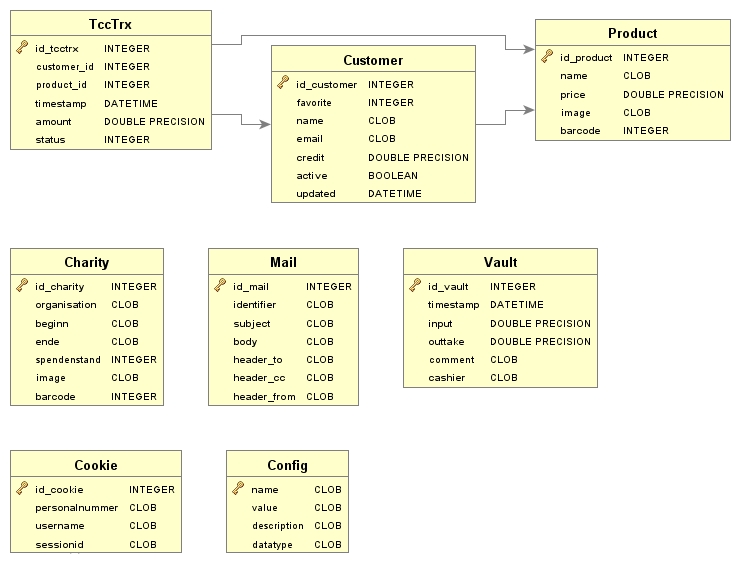 TccTrx
id_tcctrx INTEGER
customer_id INTEGER
product_id INTEGER
timestamp DATETIME
amount DOUBLE PRECISION
status INTEGER
Customer
id_customer INTEGER
favorite INTEGER
name CLOB
email CLOB
credit DOUBLE PRECISION
active BOOLEAN
updated DATETIME
Product
id_product INTEGER
name CLOB
price DOUBLE PRECISION
image CLOB
barcode INTEGER
Charity
id_charity INTEGER
organisation CLOB
beginn CLOB
ende CLOB
spendenstand INTEGER
image CLOB
barcode INTEGER
Mail
id_mail INTEGER
identifier CLOB
subject CLOB
body CLOB
header_to CLOB
header_cc CLOB
header_from CLOB
Vault
id_vault INTEGER
timestamp DATETIME
input DOUBLE PRECISION
outtake DOUBLE PRECISION
comment CLOB
cashier CLOB
Cookie
id_cookie INTEGER
personalnummer CLOB
username CLOB
sessionid CLOB
Config
name CLOB
value CLOB
description CLOB
datatype CLOB